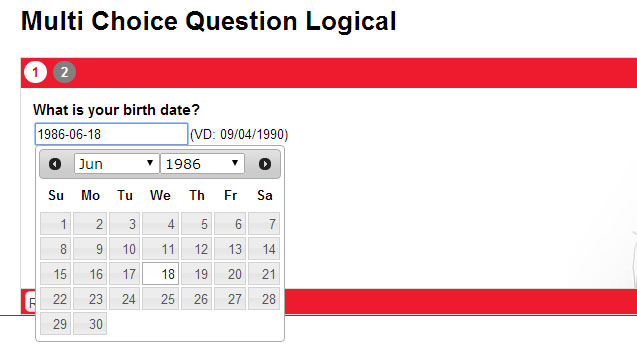 Multi Choice Question Logical
1 2
What is your birth date?
1986-06-18 (VD: 09/04/1990)
Jun 1986
Su Mo Tu We Th Fr Sa
1 2 3 4 5 6 7
8 9 10 11 12 13 14
15 16 17 18 19 20 21
22 23 24 25 26 27 28
29 30